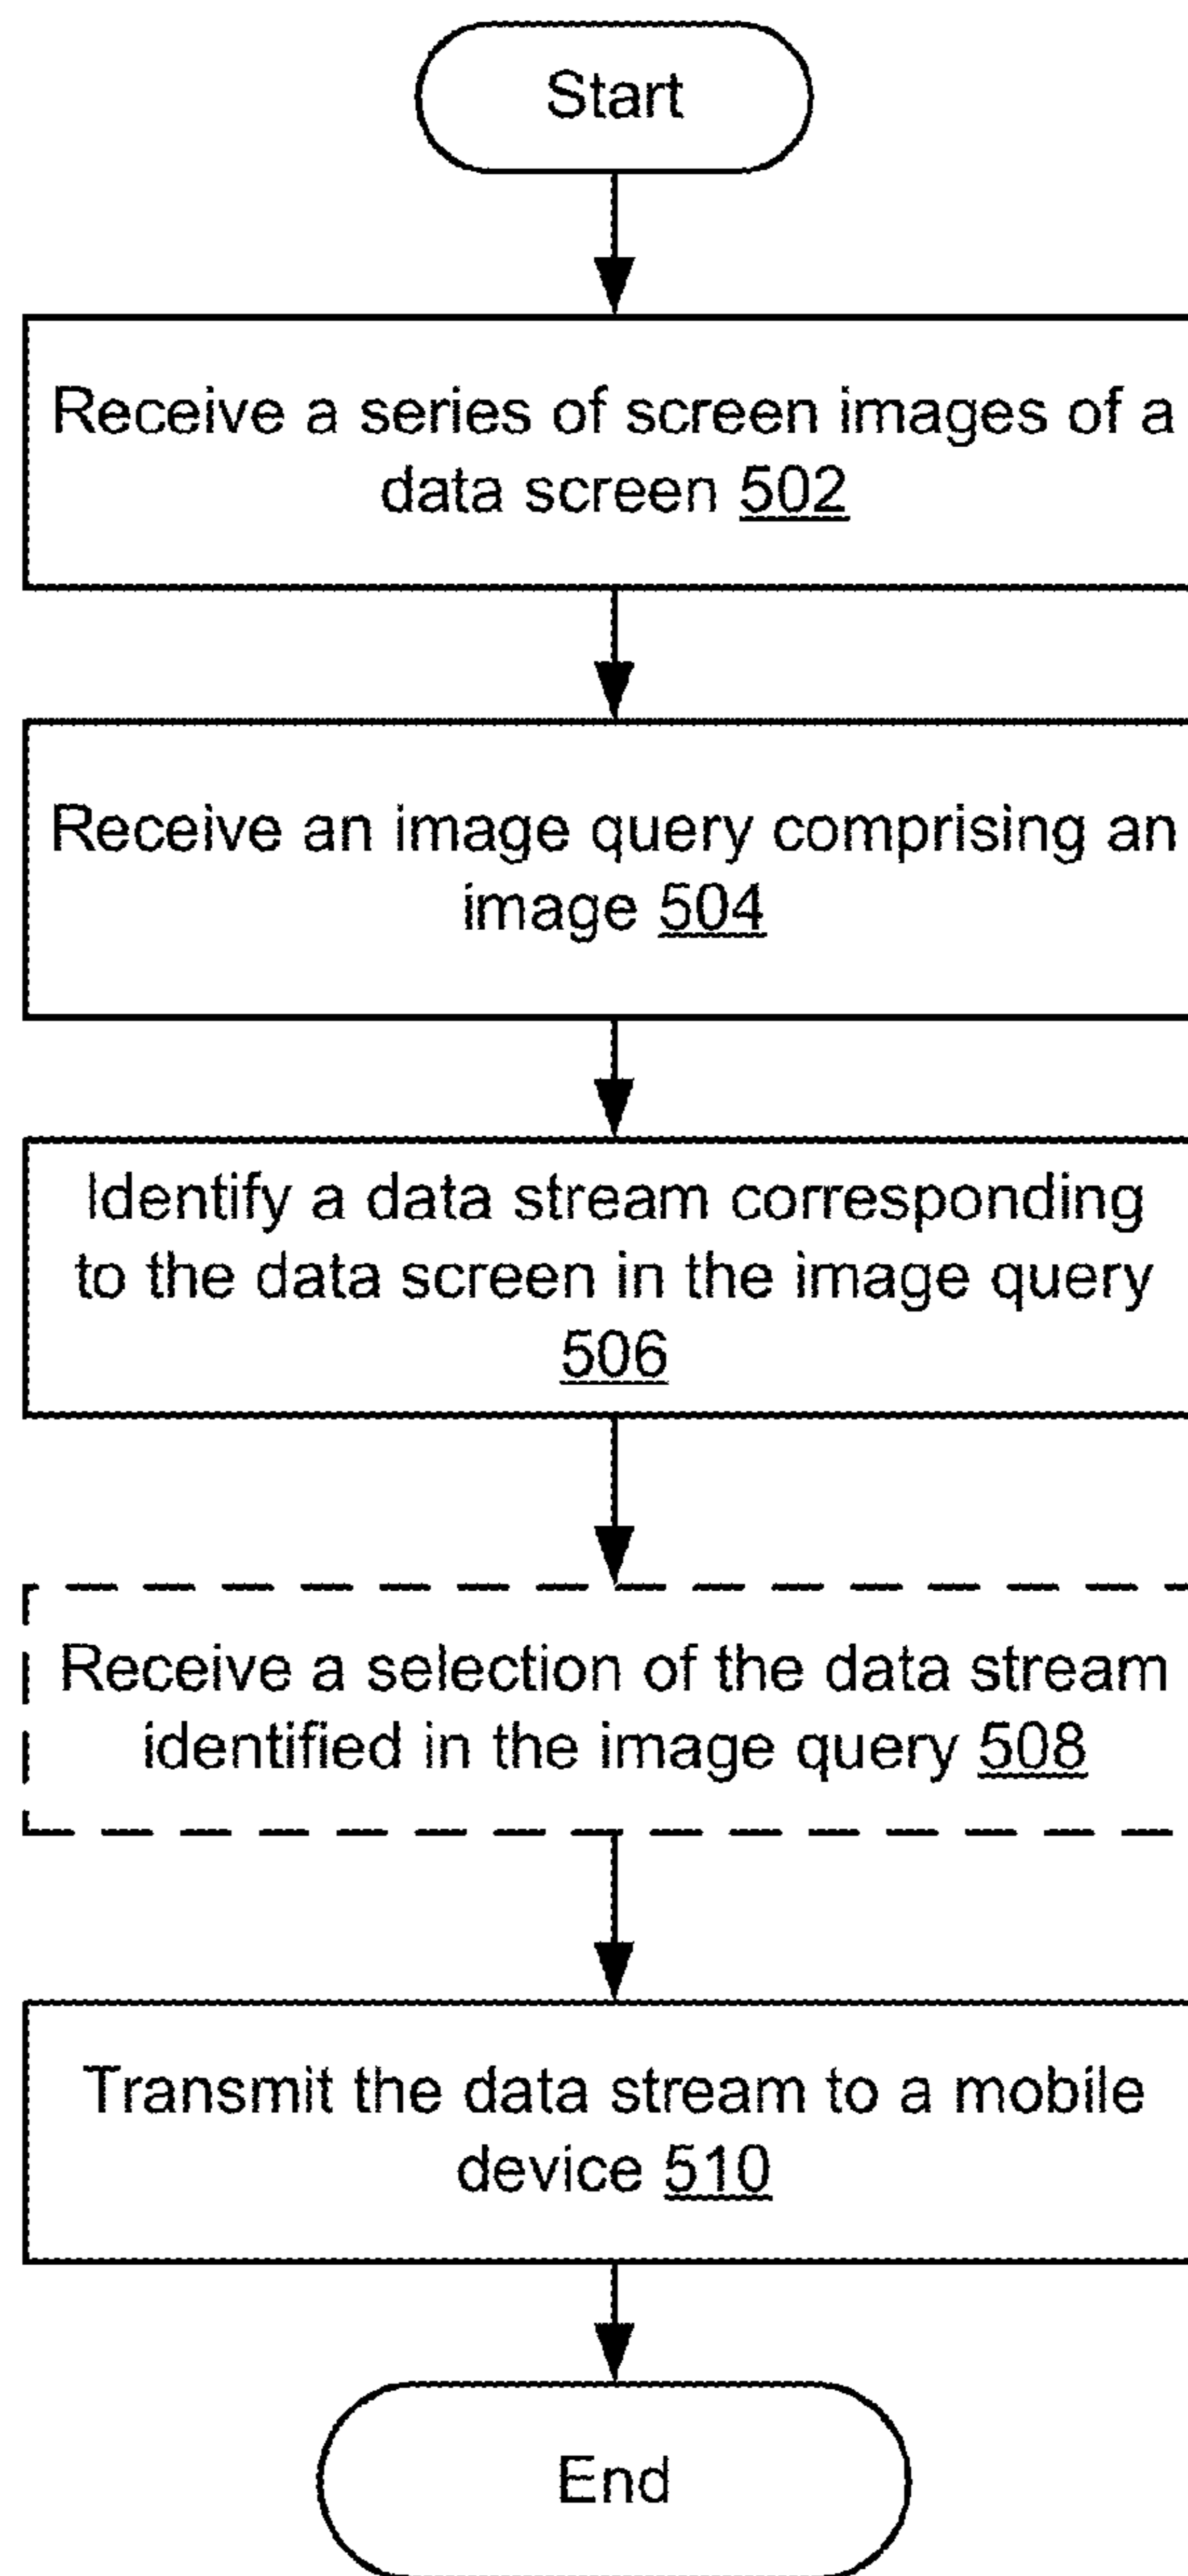 Start
Receive a series of screen images of a
data screen 502
Receive an image query comprising an
image 504
Identify a data stream corresponding
to the data screen in the image query
506
Receive a selection of the data stream
identified in the image query 508
Transmit the data stream to a mobile
device 510
End